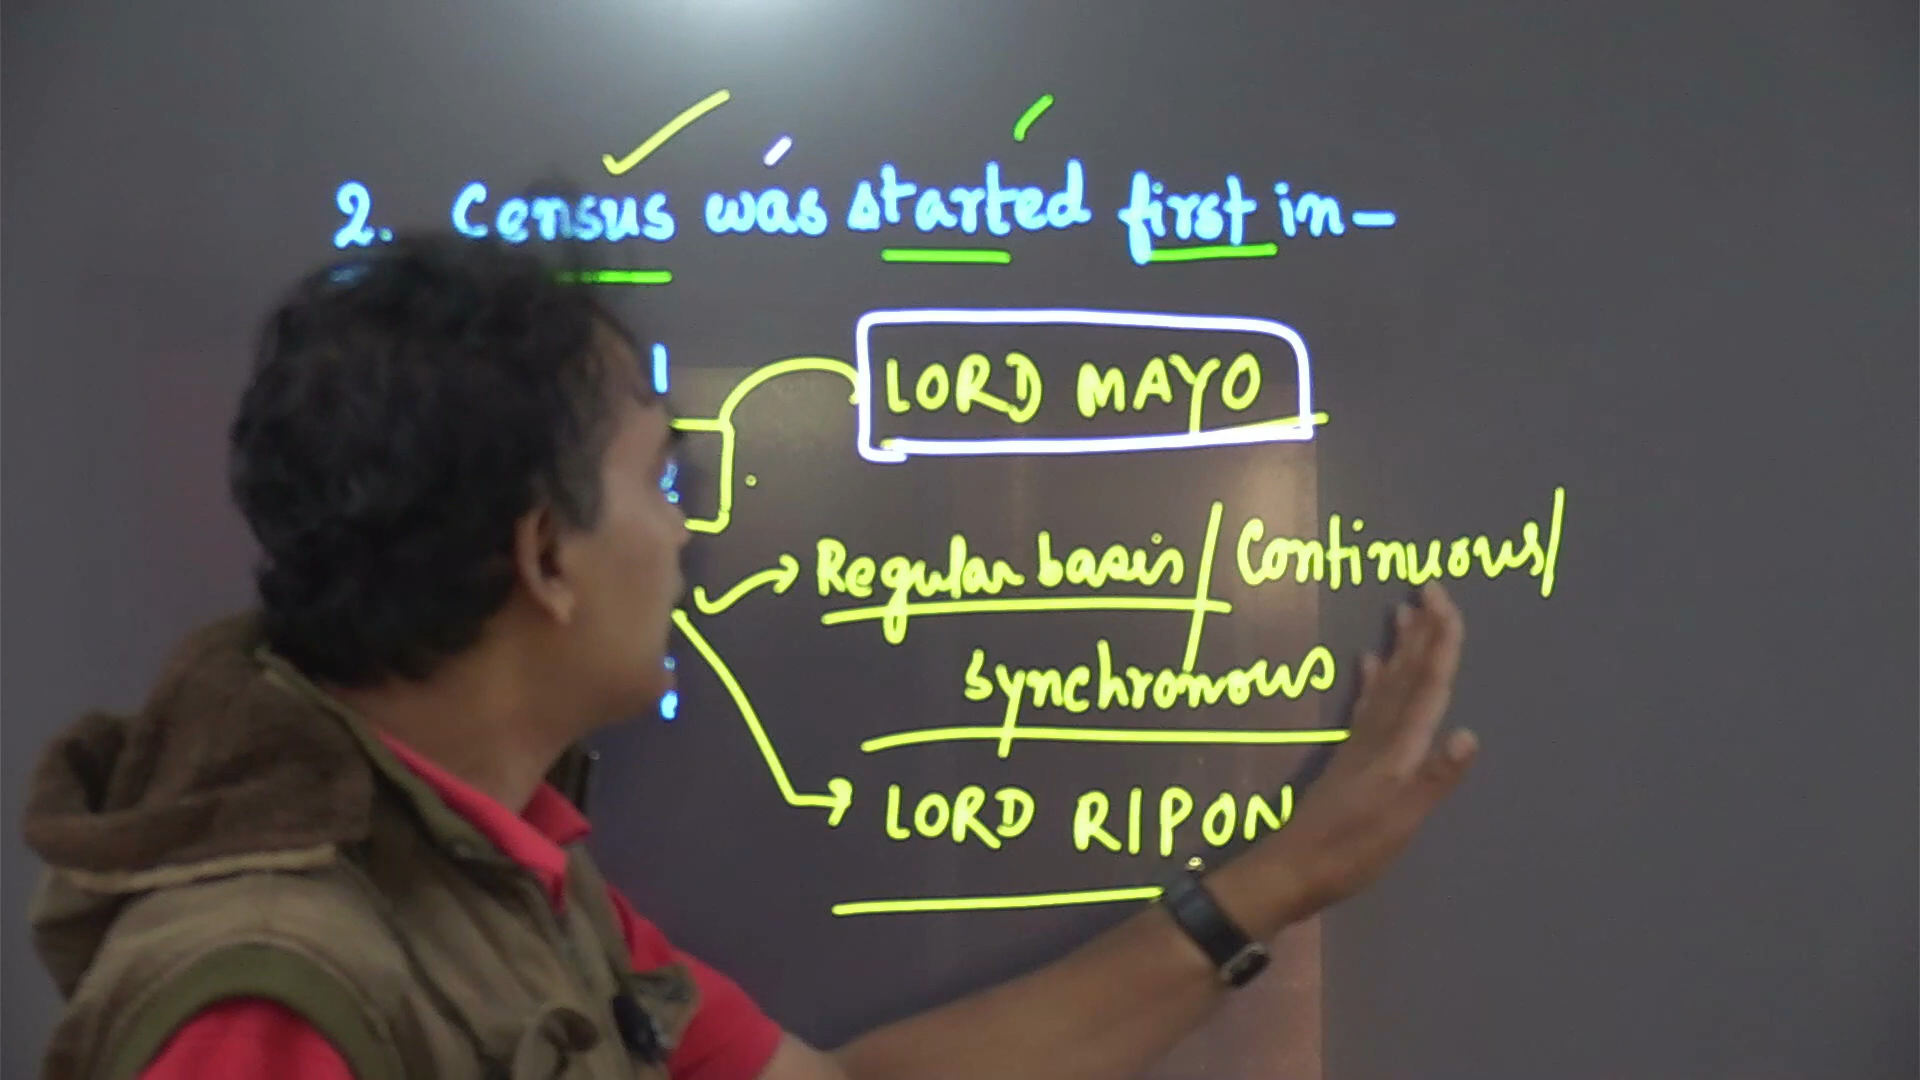 2. Census was started first in-
LORD MAYO
Regular basis/Continuous/
Synchronous
LORD RIPON